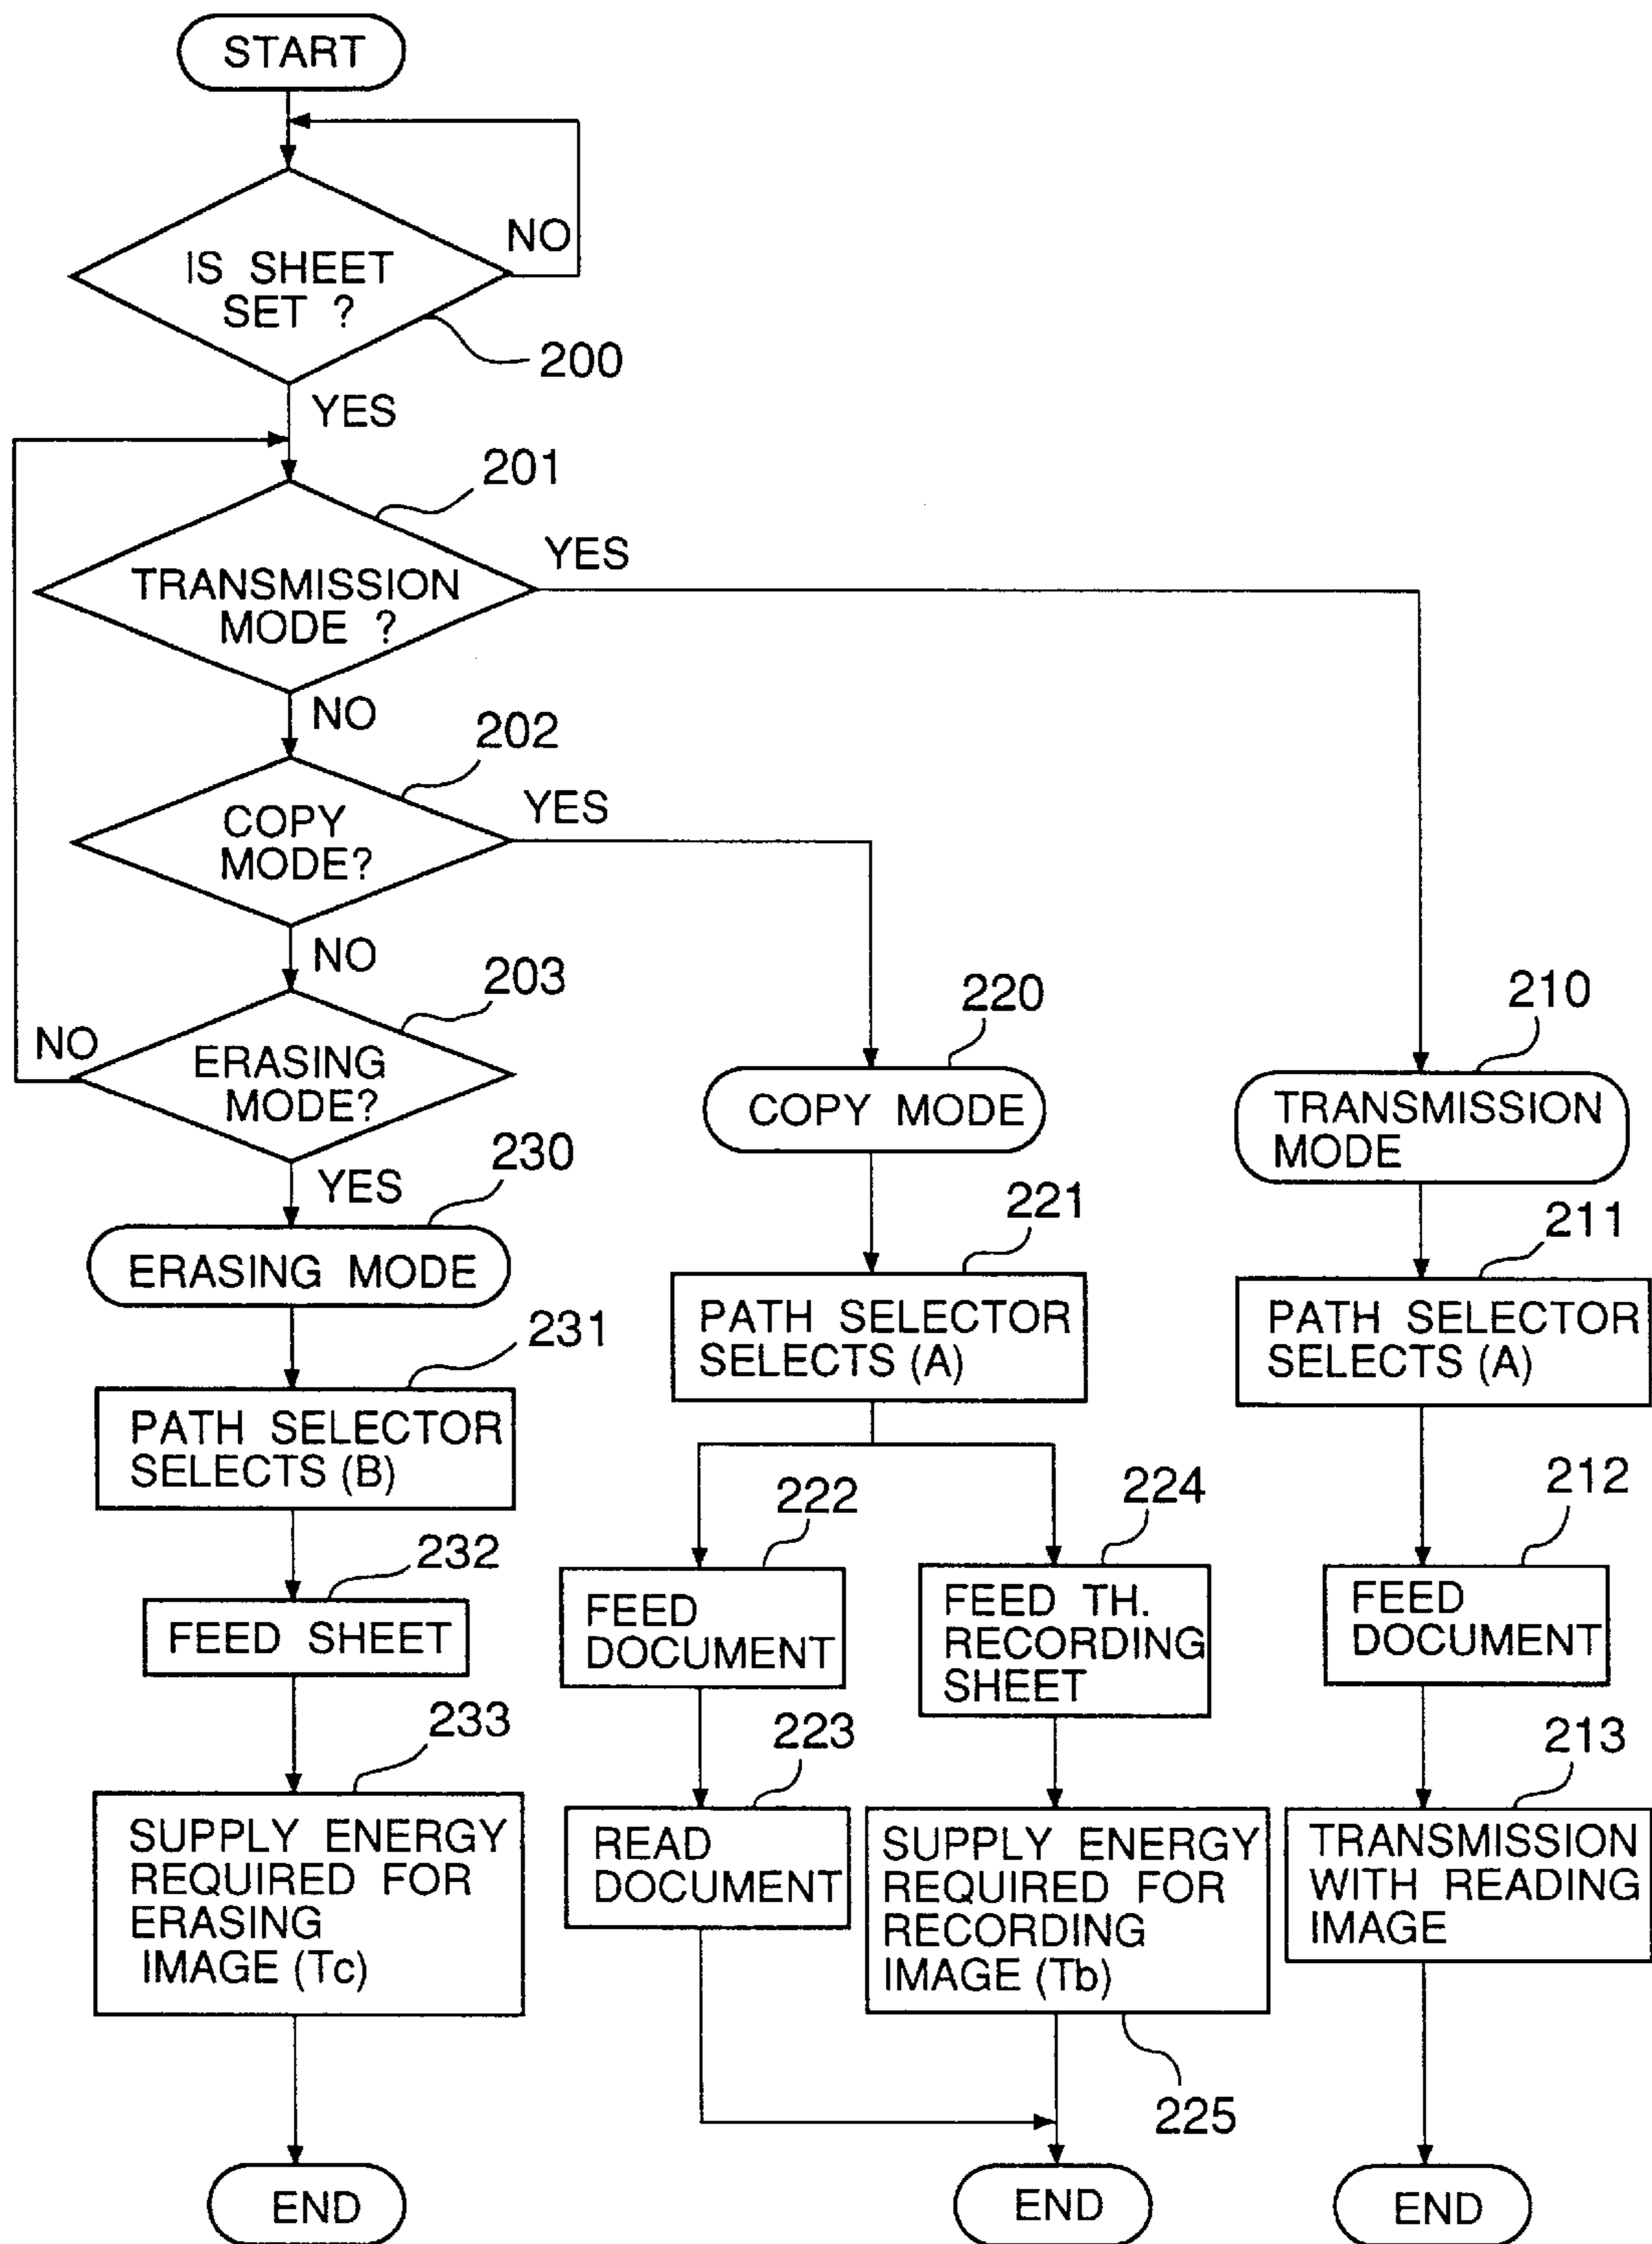 START
NO
IS SHEET
SET ?
200
YES
201
YES
TRANSMISSION
MODE ?
NO
202
YES
COPY
MODE?
NO
203
NO
ERASING
MODE?
YES
230
ERASING MODE
231
PATH SELECTOR
SELECTS (B)
232
FEED SHEET
233
SUPPLY ENERGY
REQUIRED FOR
ERASING
IMAGE (Tc)
END
220
COPY MODE
221
PATH SELECTOR
SELECTS (A)
222
FEED
DOCUMENT
223
READ
DOCUMENT
224
FEED TH.
RECORDING
SHEET
SUPPLY ENERGY
REQUIRED FOR
RECORDING
IMAGE (Tb)
225
END
210
TRANSMISSION
MODE
211
PATH SELECTOR
SELECTS (A)
212
FEED
DOCUMENT
213
TRANSMISSION
WITH READING
IMAGE
END